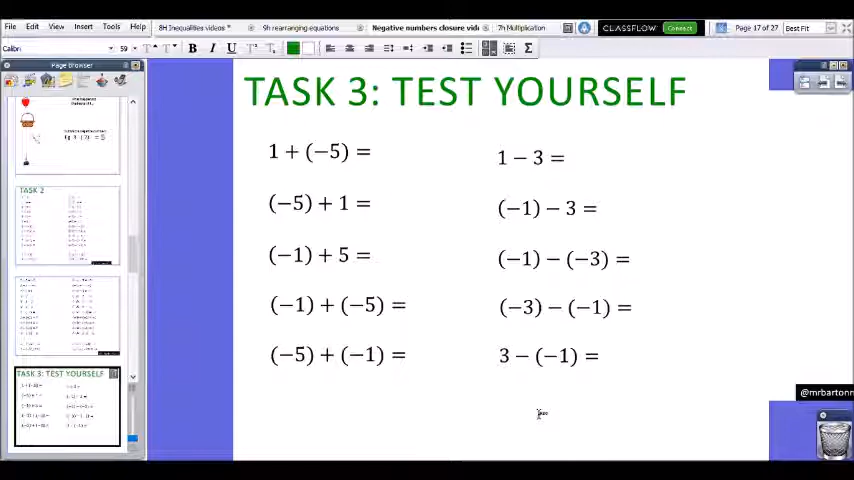 File Edit View Insert Tools Help
8H Inequalities.videos * 9h rearranging equations Negative numbers closure vide 7h Multiplication
CLASSFLOW Connect Page 17 of 27 Best Fit
Calibri 59 B I U
Page Browser
TASK 2
TASK 3: TEST YOURSELF
TASK 3: TEST YOURSELF
1 + (−5) =
(−5) + 1 =
(−1) + 5 =
(−1) + (−5) =
(−5) + (−1) =
1 − 3 =
(−1) − 3 =
(−1) − (−3) =
(−3) − (−1) =
3 − (−1) =
@mrbartonm